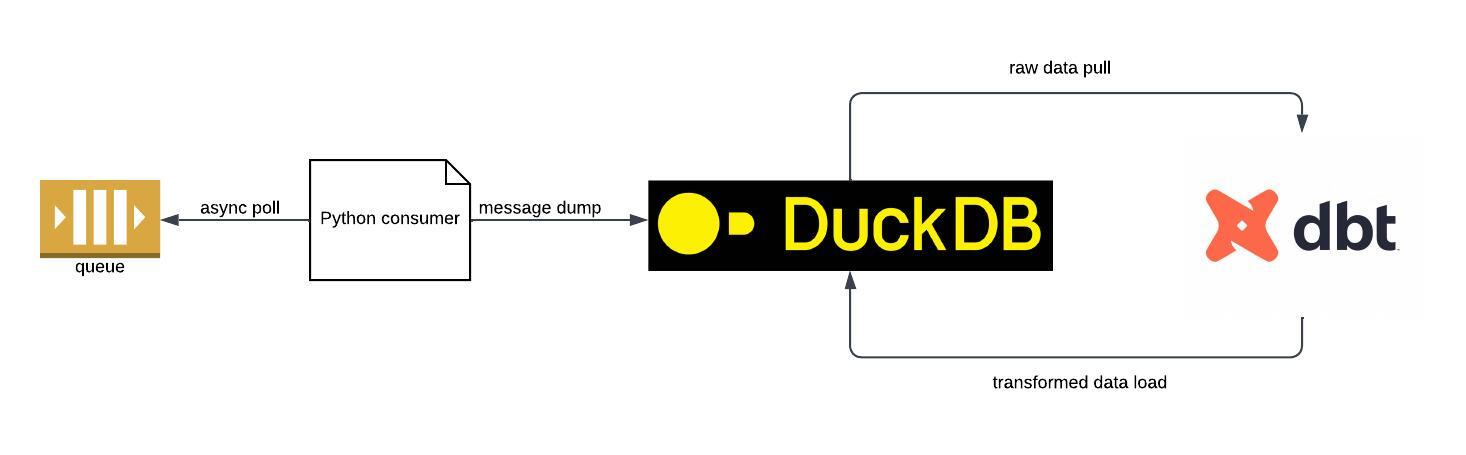 raw data pull
async poll
Python consumer
message dump
DuckDB
dbt
queue
transformed data load